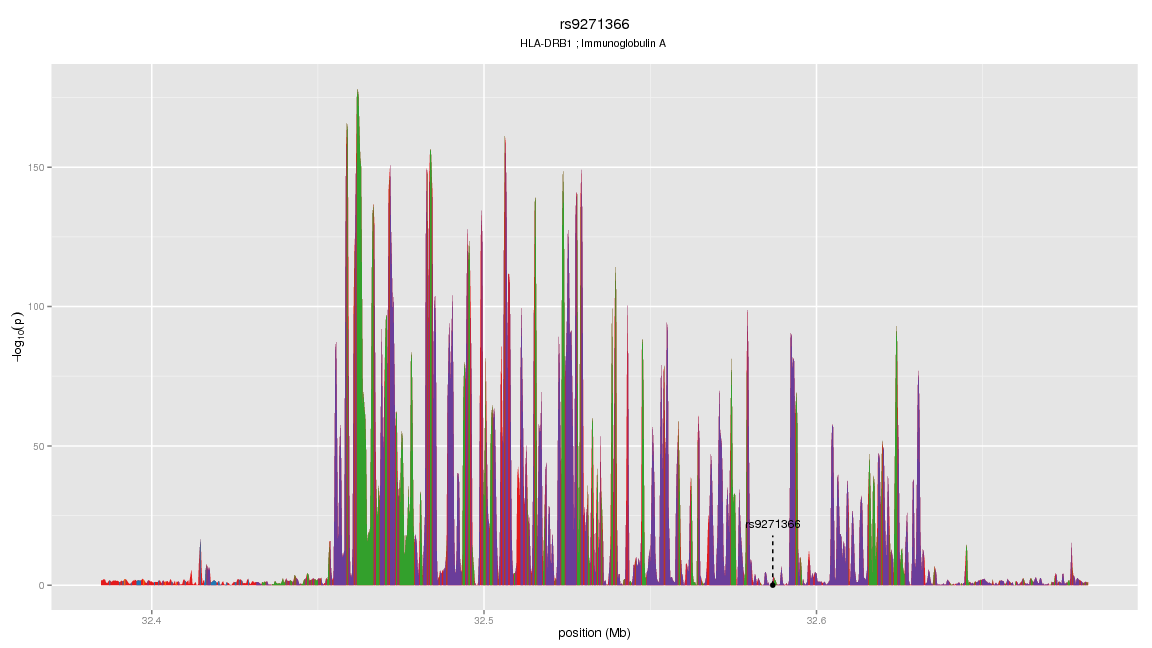 rs9271366
HLA-DRB1 ; Immunoglobulin A
−log10(p)
150
100
50
0
rs9271366
32.4
32.5
32.6
position (Mb)